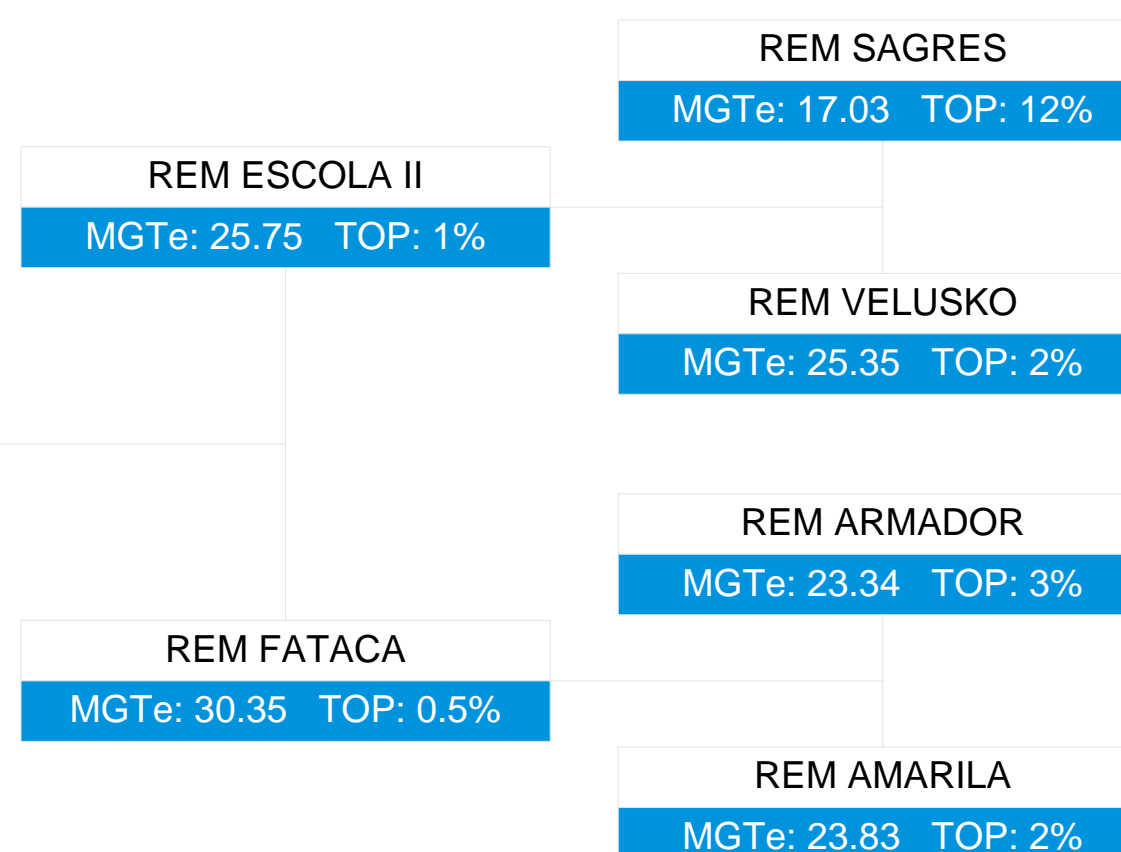 REM SAGRES
MGTe: 17.03 TOP: 12%
REM ESCOLA II
MGTe: 25.75 TOP: 1%
REM VELUSKO
MGTe: 25.35 TOP: 2%
REM ARMADOR
MGTe: 23.34 TOP: 3%
REM FATACA
MGTe: 30.35 TOP: 0.5%
REM AMARILA
MGTe: 23.83 TOP: 2%